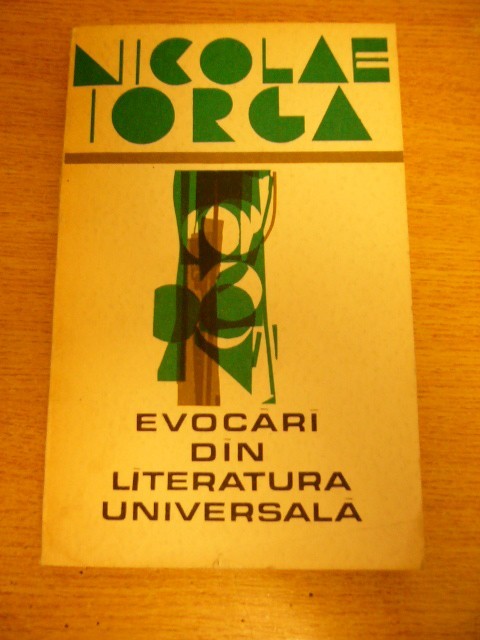 NICOLAE
IORGA
EVOCĂRI
DIN
LITERATURA
UNIVERSALĂ